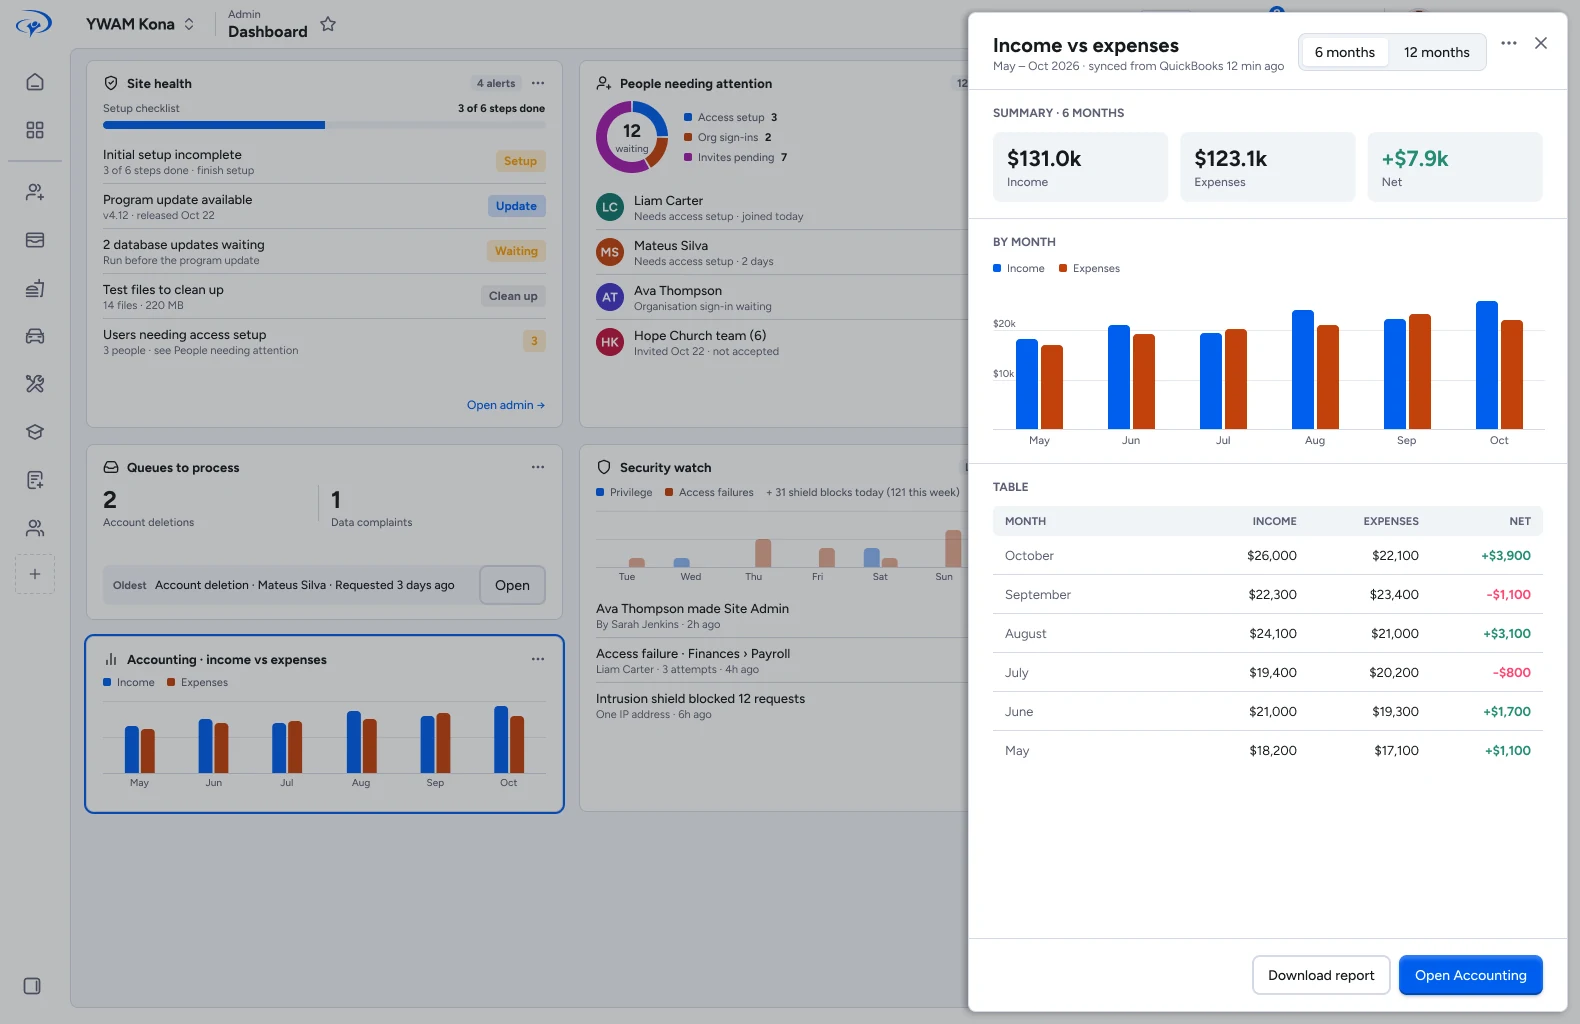 YWAM Kona
Admin
Dashboard
Site health
4 alerts
Setup checklist
3 of 6 steps done
Initial setup incomplete
3 of 6 steps done · finish setup
Setup
Program update available
v4.12 · released Oct 22
Update
2 database updates waiting
Run before the program update
Waiting
Test files to clean up
14 files · 220 MB
Clean up
Users needing access setup
3 people · see People needing attention
3
Open admin →
People needing attention
12
12
waiting
Access setup 3
Org sign-ins 2
Invites pending 7
LC
Liam Carter
Needs access setup · joined today
MS
Mateus Silva
Needs access setup · 2 days
AT
Ava Thompson
Organisation sign-in waiting
HK
Hope Church team (6)
Invited Oct 22 · not accepted
Queues to process
2
Account deletions
1
Data complaints
Oldest Account deletion · Mateus Silva · Requested 3 days ago
Open
Security watch
Privilege Access failures + 31 shield blocks today (121 this week)
Tue Wed Thu Fri Sat Sun
Ava Thompson made Site Admin
By Sarah Jenkins · 2h ago
Access failure · Finances › Payroll
Liam Carter · 3 attempts · 4h ago
Intrusion shield blocked 12 requests
One IP address · 6h ago
Accounting · income vs expenses
Income Expenses
May Jun Jul Aug Sep Oct
Income vs expenses
May – Oct 2026 · synced from QuickBooks 12 min ago
6 months
12 months
SUMMARY · 6 MONTHS
$131.0k
Income
$123.1k
Expenses
+$7.9k
Net
BY MONTH
Income Expenses
$20k
$10k
May Jun Jul Aug Sep Oct
TABLE
MONTH INCOME EXPENSES NET
October $26,000 $22,100 +$3,900
September $22,300 $23,400 -$1,100
August $24,100 $21,000 +$3,100
July $19,400 $20,200 -$800
June $21,000 $19,300 +$1,700
May $18,200 $17,100 +$1,100
Download report
Open Accounting